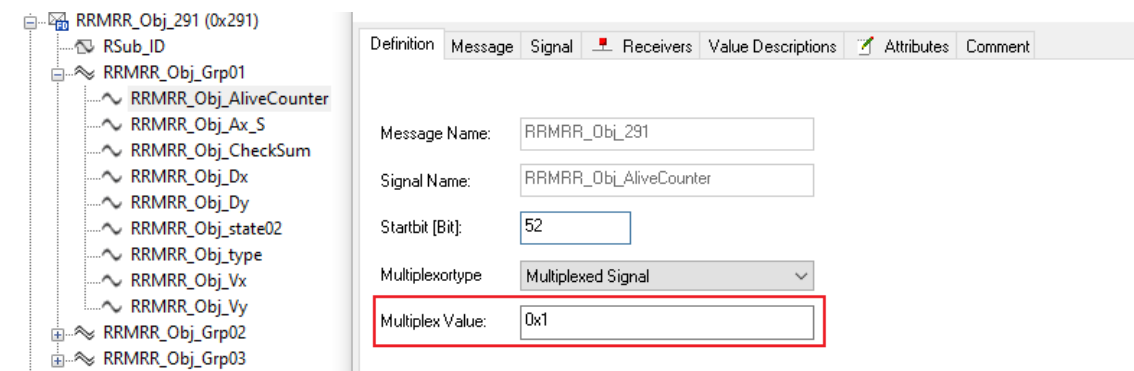 RRMRR_Obj_291 (0x291)
RSub_ID
RRMRR_Obj_Grp01
RRMRR_Obj_AliveCounter
RRMRR_Obj_Ax_S
RRMRR_Obj_CheckSum
RRMRR_Obj_Dx
RRMRR_Obj_Dy
RRMRR_Obj_state02
RRMRR_Obj_type
RRMRR_Obj_Vx
RRMRR_Obj_Vy
RRMRR_Obj_Grp02
RRMRR_Obj_Grp03
Definition Message Signal Receivers Value Descriptions Attributes Comment
Message Name: RRMRR_Obj_291
Signal Name: RRMRR_Obj_AliveCounter
Startbit [Bit]: 52
Multiplexortype Multiplexed Signal
Multiplex Value: 0x1